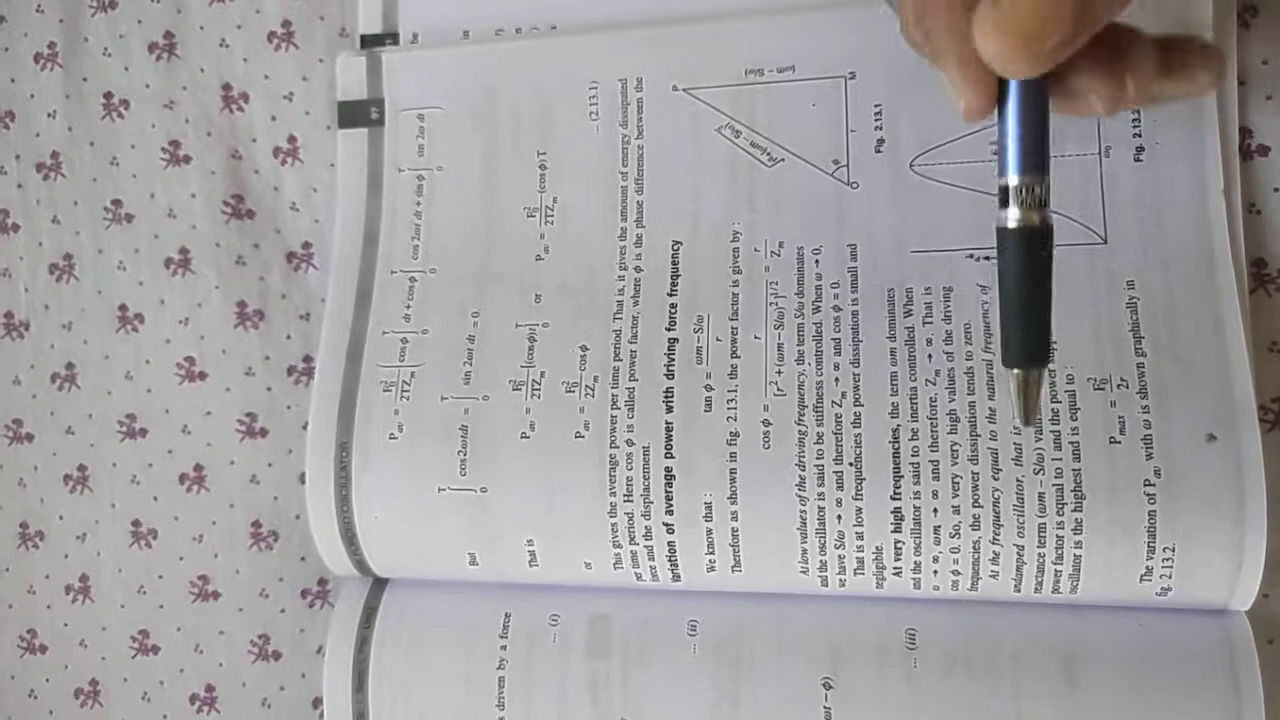 FORCED OSCILLATOR
97
P_av = F₀²/2TZ_m ( cos ϕ ∫₀ᵀ dt + cos ϕ ∫₀ᵀ cos 2ωt dt + sin ϕ ∫₀ᵀ sin 2ωt dt )
But
∫₀ᵀ cos 2ωtdt = ∫₀ᵀ sin 2ωt dt = 0.
That is
P_av = F₀²/2TZ_m [(cos ϕ)t]₀ᵀ or P_av = F₀²/2TZ_m (cos ϕ) T
or
P_av = F₀²/2Z_m cos ϕ
... (2.13.1)
This gives the average power per time period. That is, it gives the amount of energy dissipated
per time period. Here cos ϕ is called power factor, where ϕ is the phase difference between the
force and the displacement.
Variation of average power with driving force frequency
We know that :
tan ϕ = (ωm − S/ω)/r
Therefore as shown in fig. 2.13.1, the power factor is given by :
cos ϕ = r/[r² + (ωm − S/ω)²]^1/2 = r/Z_m
At low values of the driving frequency, the term S/ω dominates
and the oscillator is said to be stiffness controlled. When ω → 0,
we have S/ω → ∞ and therefore Z_m → ∞ and cos ϕ = 0.
That is at low frequencies the power dissipation is small and
negligible.
At very high frequencies, the term ωm dominates
and the oscillator is said to be inertia controlled. When
ω → ∞, ωm → ∞ and therefore, Z_m → ∞. That is
cos ϕ = 0. So, at very very high values of the driving
frequencies, the power dissipation tends to zero.
At the frequency equal to the natural frequency of
undamped oscillator, that is
reactance term (ωm − S/ω)
power factor is equal to 1 and the power
oscillator is the highest and is equal to :
P_max = F₀²/2r
The variation of P_av with ω is shown graphically in
fig. 2.13.2.
P
(ωm − S/ω)
O
r
M
Fig. 2.13.1
ω₀
Fig. 2.13.2
s driven by a force
... (i)
... (ii)
... (iii)
ωt − ϕ)
be
in